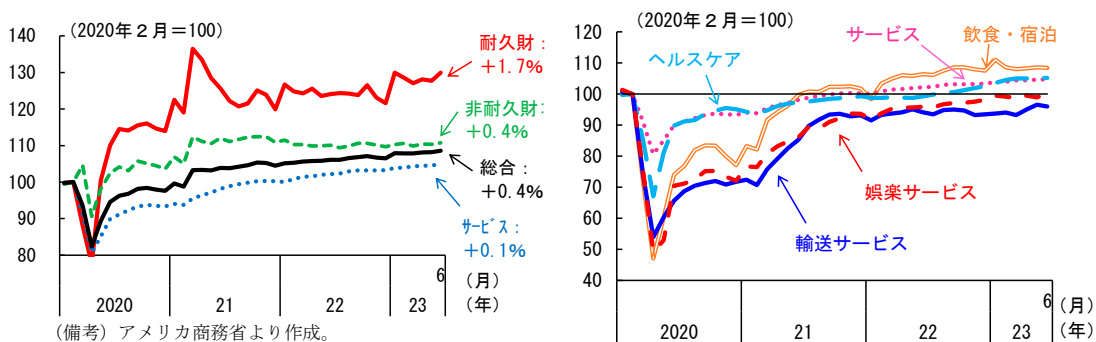 （2020年２月＝100）
140
130
120
110
100
90
80
耐久財：
＋1.7%
非耐久財：
＋0.4%
総合：
＋0.4%
ｻｰﾋﾞｽ：
＋0.1%
6
（月）
2020 21 22 23 （年）
（備考）アメリカ商務省より作成。
（2020年２月＝100）
120
110
100
90
80
70
60
50
40
サービス
飲食・宿泊
ヘルスケア
娯楽サービス
輸送サービス
6
（月）
2020 21 22 23 （年）